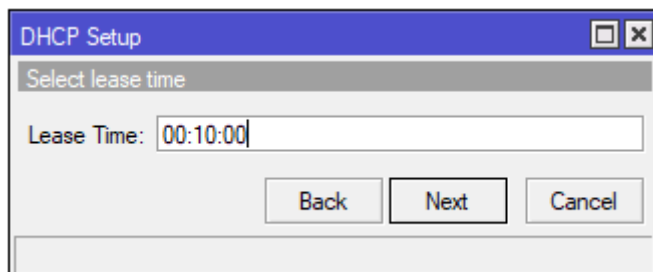 DHCP Setup
Select lease time
Lease Time: 00:10:00
Back Next Cancel